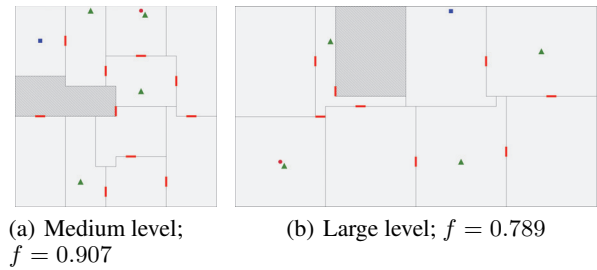 (a) Medium level;
f = 0.907
(b) Large level; f = 0.789